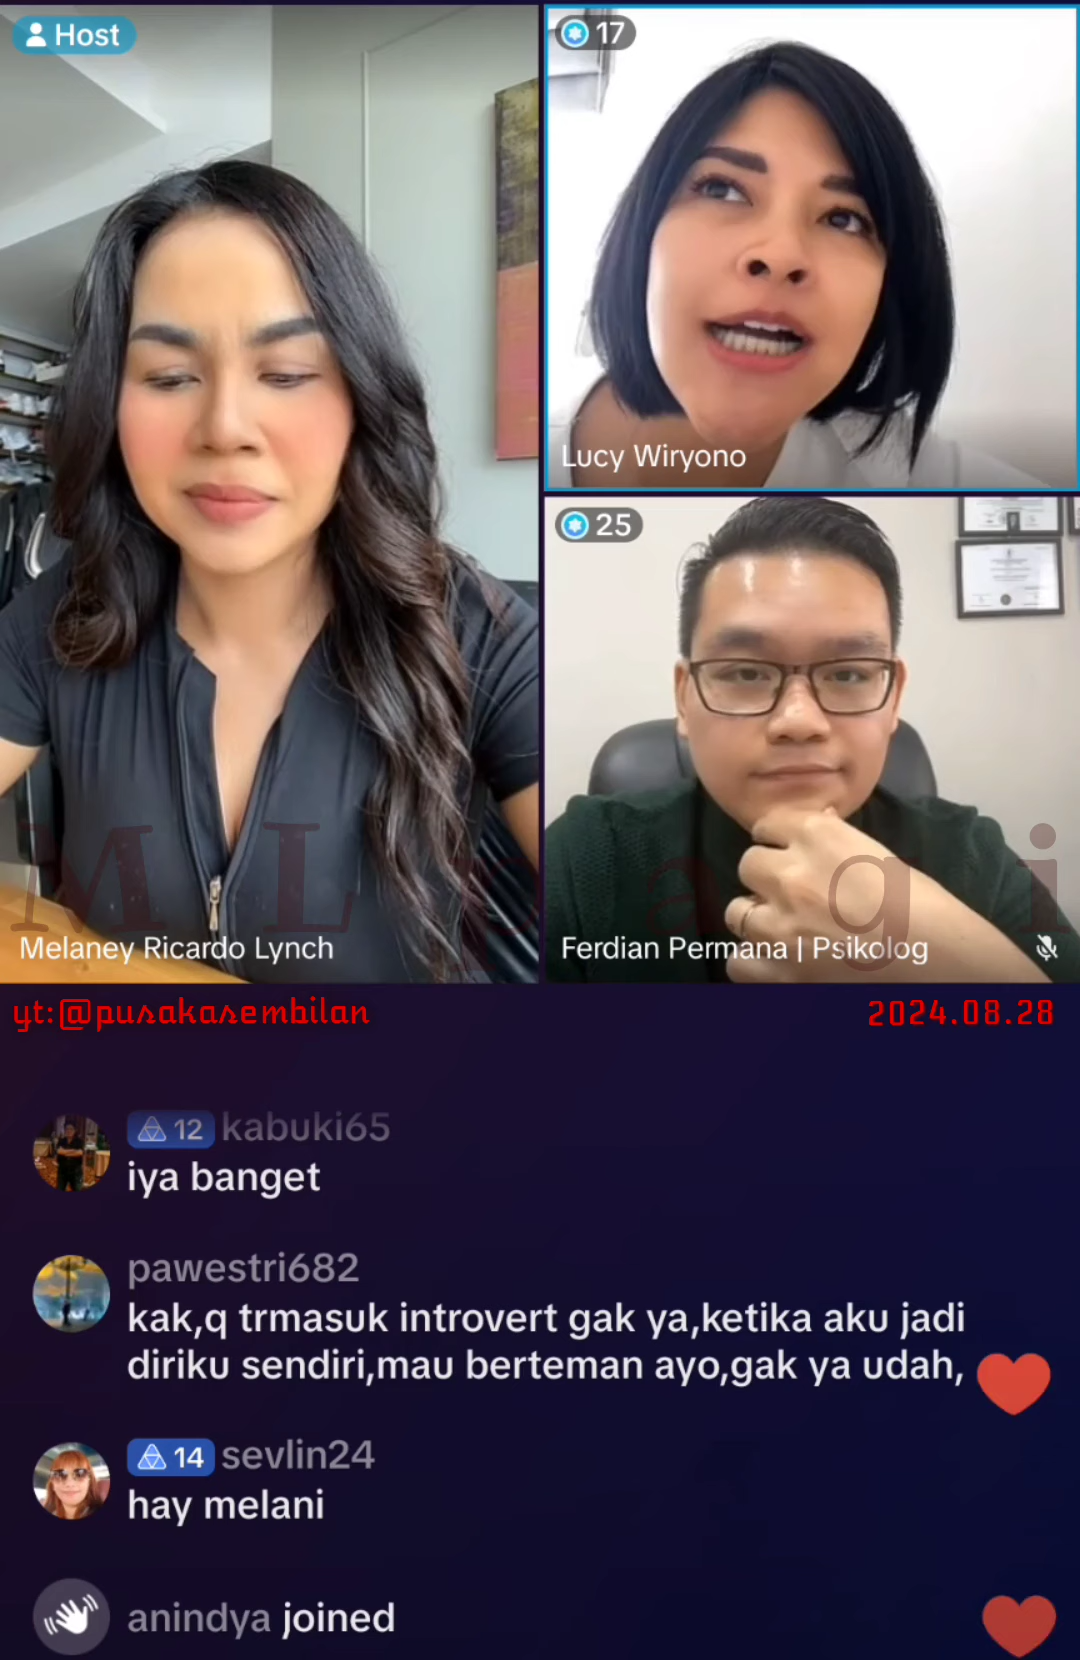 Host
17
Lucy Wiryono
25
Melaney Ricardo Lynch
Ferdian Permana | Psikolog
M L Pagi
yt:@pusakasembilan
2024.08.28
12 kabuki65
iya banget
pawestri682
kak,q trmasuk introvert gak ya,ketika aku jadi
diriku sendiri,mau berteman ayo,gak ya udah,
14 sevlin24
hay melani
anindya joined